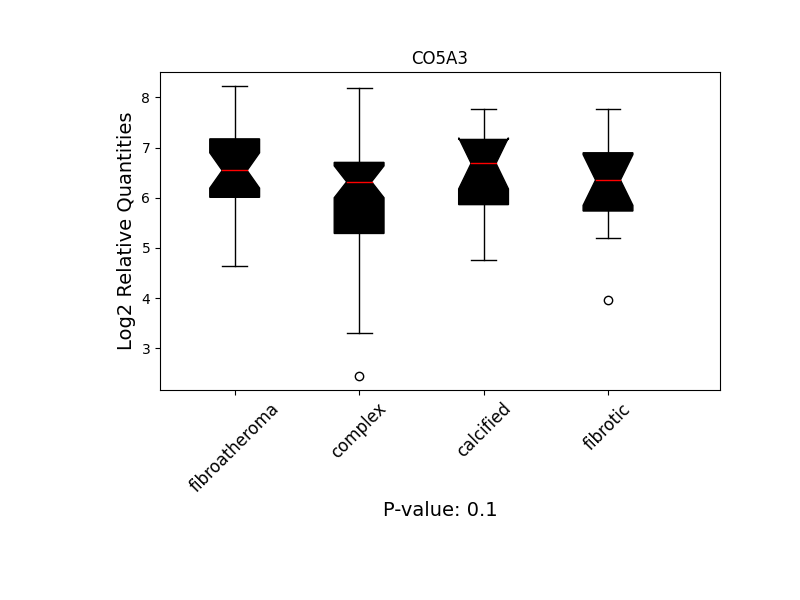 CO5A3
Log2 Relative Quantities
8
7
6
5
4
3
fibroatheroma
complex
calcified
fibrotic
P-value: 0.1